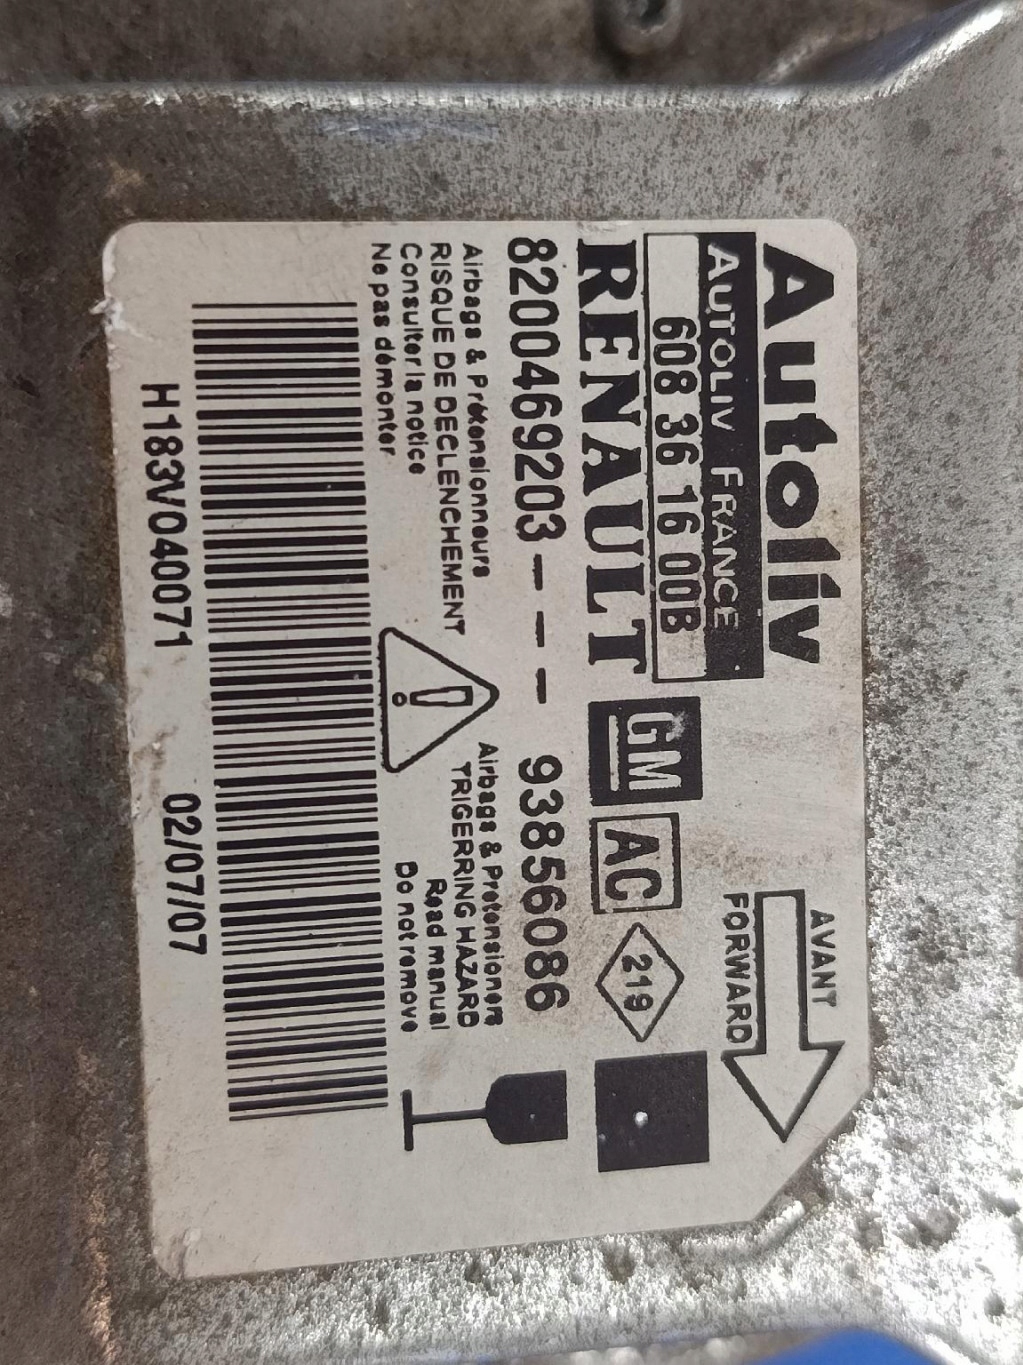 Autoliv
AUTOLIV FRANCE
608 36 16 00B
AVANT
FORWARD
RENAULT GM AC 219
8200469203--- 93856086
Airbags & Prétensionneurs
RISQUE DE DECLENCHEMENT
Consulter la notice
Ne pas démonter
Airbags & Pretensioners
TRIGERRING HAZARD
Read manual
Do not remove
H183V040071 02/07/07